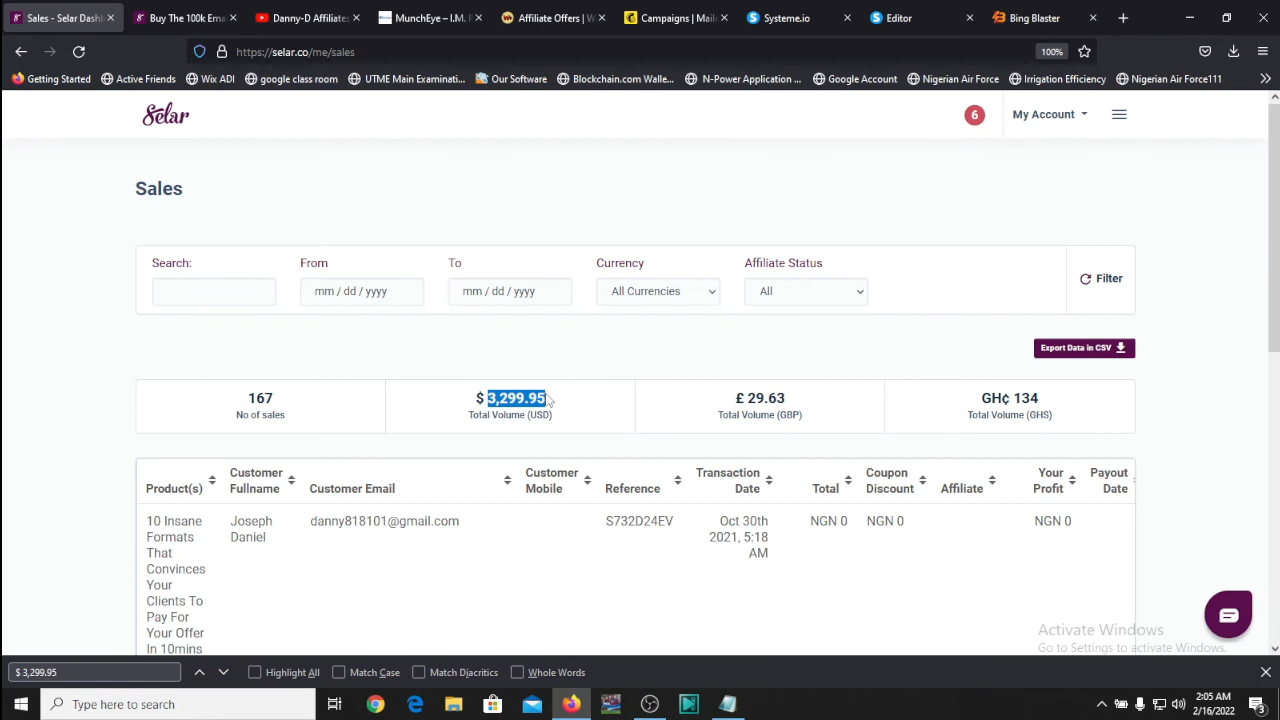 Sales - Selar Dashb
Buy The 100k Ema
Danny-D Affiliates
MunchEye – I.M. P
Affiliate Offers | W
Campaigns | Mail
Systeme.io
Editor
Bing Blaster
https://selar.co/me/sales
100%
Getting Started
Active Friends
Wix ADI
google class room
UTME Main Examinati...
Our Software
Blockchain.com Walle...
N-Power Application ...
Google Account
Nigerian Air Force
Irrigation Efficiency
Nigerian Air Force111
Selar
6
My Account
Sales
Search:
From
To
Currency
Affiliate Status
mm / dd / yyyy
mm / dd / yyyy
All Currencies
All
Filter
Export Data in CSV
167
$ 3,299.95
£ 29.63
GH¢ 134
No of sales
Total Volume (USD)
Total Volume (GBP)
Total Volume (GHS)
Product(s)
Customer
Fullname
Customer Email
Customer
Mobile
Reference
Transaction
Date
Total
Coupon
Discount
Affiliate
Your
Profit
Payout
Date
10 Insane
Formats
That
Convinces
Your
Clients To
Pay For
Your Offer
In 10mins
Joseph
Daniel
danny818101@gmail.com
S732D24EV
Oct 30th
2021, 5:18
AM
NGN 0
NGN 0
NGN 0
Activate Windows
Go to Settings to activate Windows.
$ 3,299.95
Highlight All
Match Case
Match Diacritics
Whole Words
Type here to search
2:05 AM
2/16/2022
3